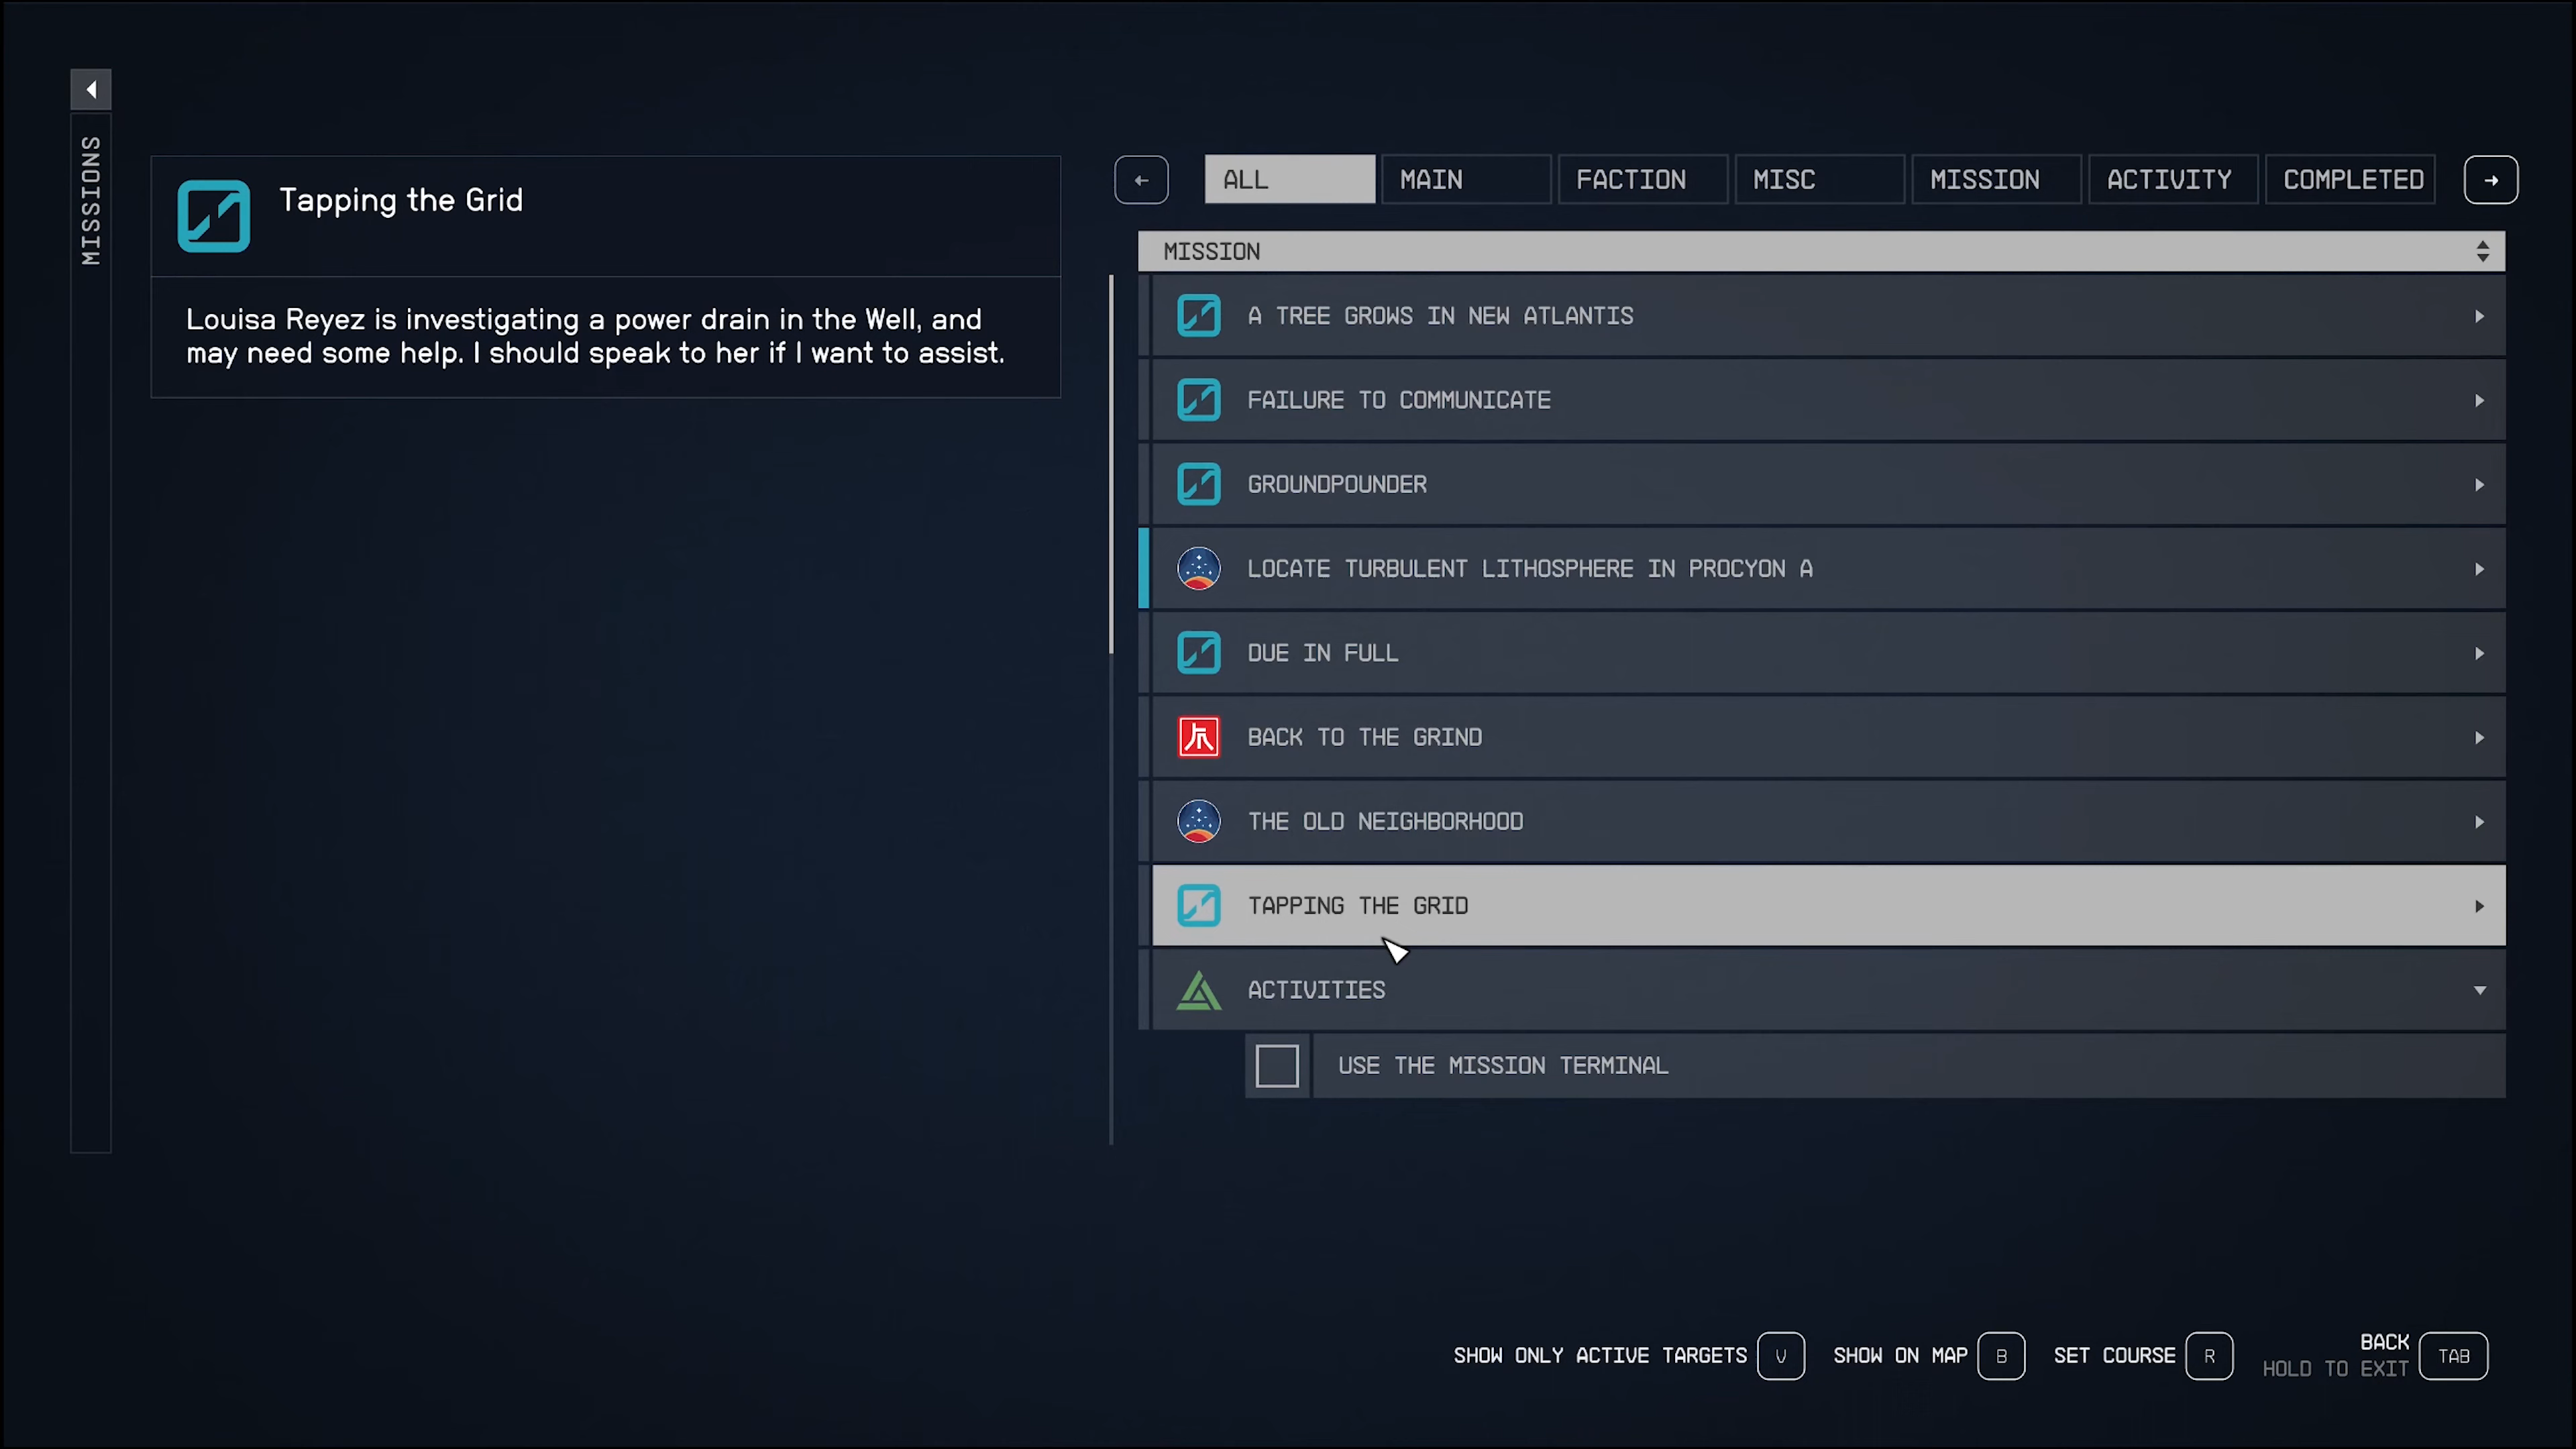 MISSIONS
Tapping the Grid
Louisa Reyez is investigating a power drain in the Well, and
may need some help. I should speak to her if I want to assist.
ALL
MAIN
FACTION
MISC
MISSION
ACTIVITY
COMPLETED
MISSION
A TREE GROWS IN NEW ATLANTIS
FAILURE TO COMMUNICATE
GROUNDPOUNDER
LOCATE TURBULENT LITHOSPHERE IN PROCYON A
DUE IN FULL
BACK TO THE GRIND
THE OLD NEIGHBORHOOD
TAPPING THE GRID
ACTIVITIES
USE THE MISSION TERMINAL
SHOW ONLY ACTIVE TARGETS V
SHOW ON MAP B
SET COURSE R
BACK
HOLD TO EXIT
TAB